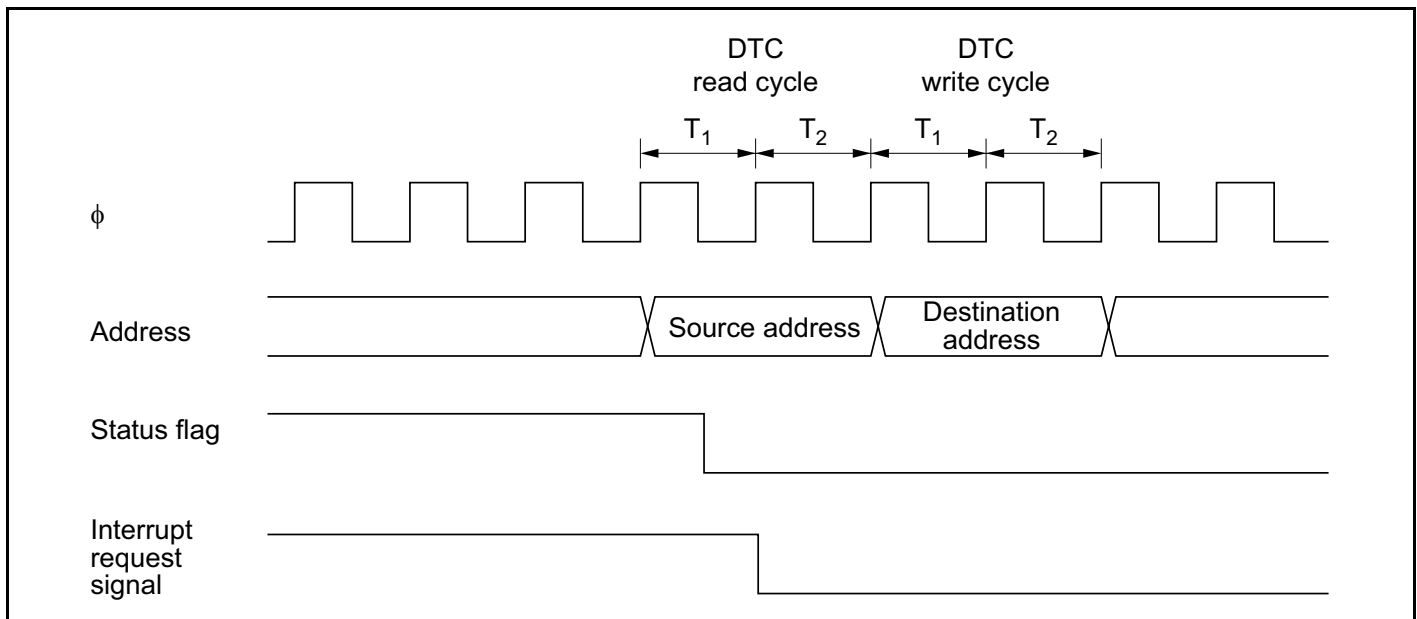 DTC
read cycle
DTC
write cycle
T₁
T₂
T₁
T₂
ϕ
Address
Source address
Destination
address
Status flag
Interrupt
request
signal